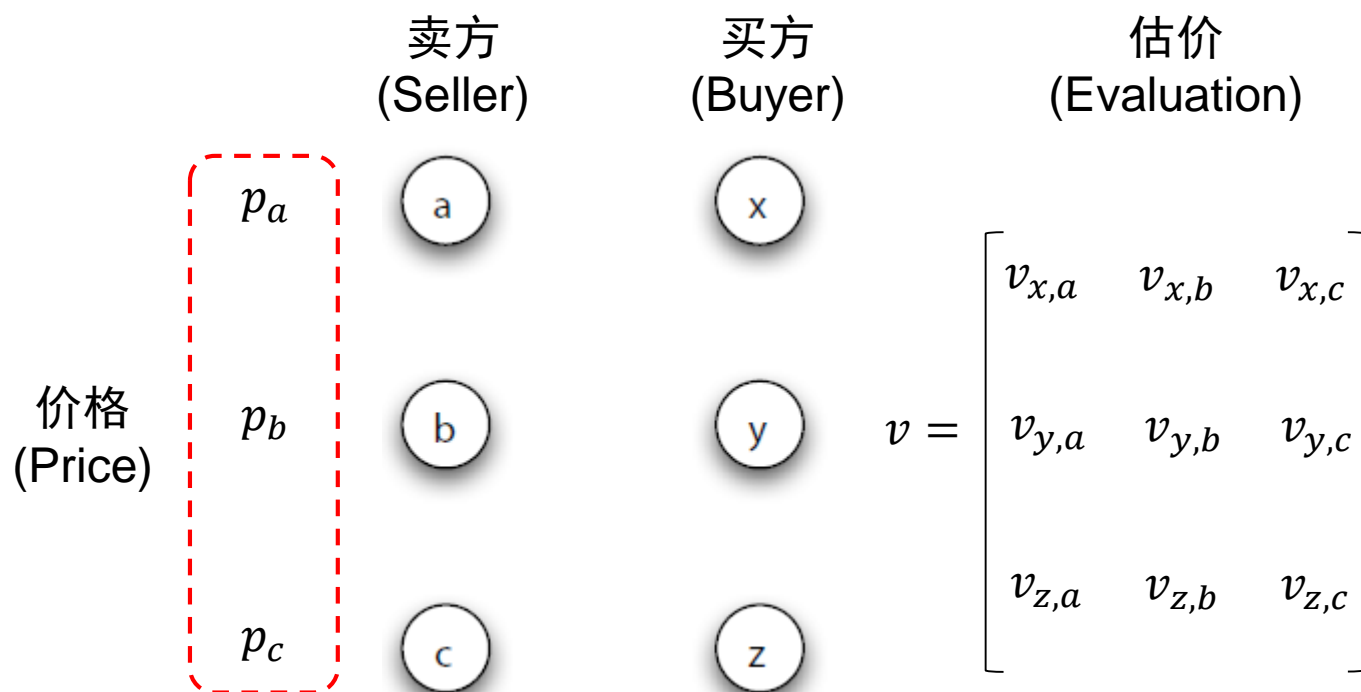 卖方 买方 估价
(Seller) (Buyer) (Evaluation)
p_a a x
v_{x,a} v_{x,b} v_{x,c}
价格
(Price)
p_b b y v = v_{y,a} v_{y,b} v_{y,c}
v_{z,a} v_{z,b} v_{z,c}
p_c c z